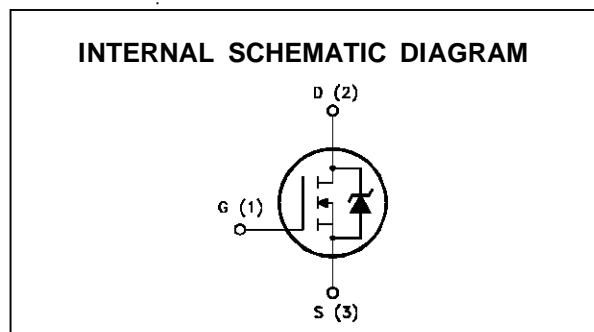 INTERNAL SCHEMATIC DIAGRAM
D (2)
G (1)
S (3)